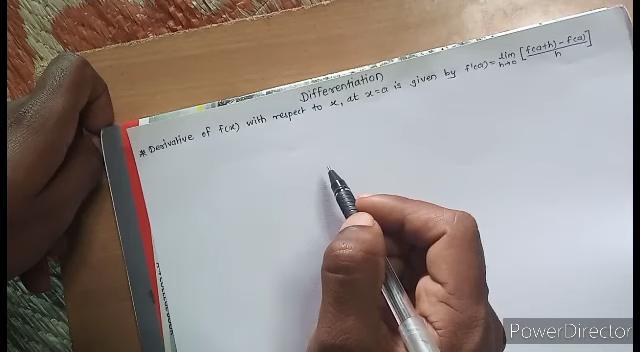 Differentiation
* Derivative of f(x) with respect to x, at x=a is given by f'(a)= lim h→0 [f(a+h) - f(a) / h]
PowerDirector